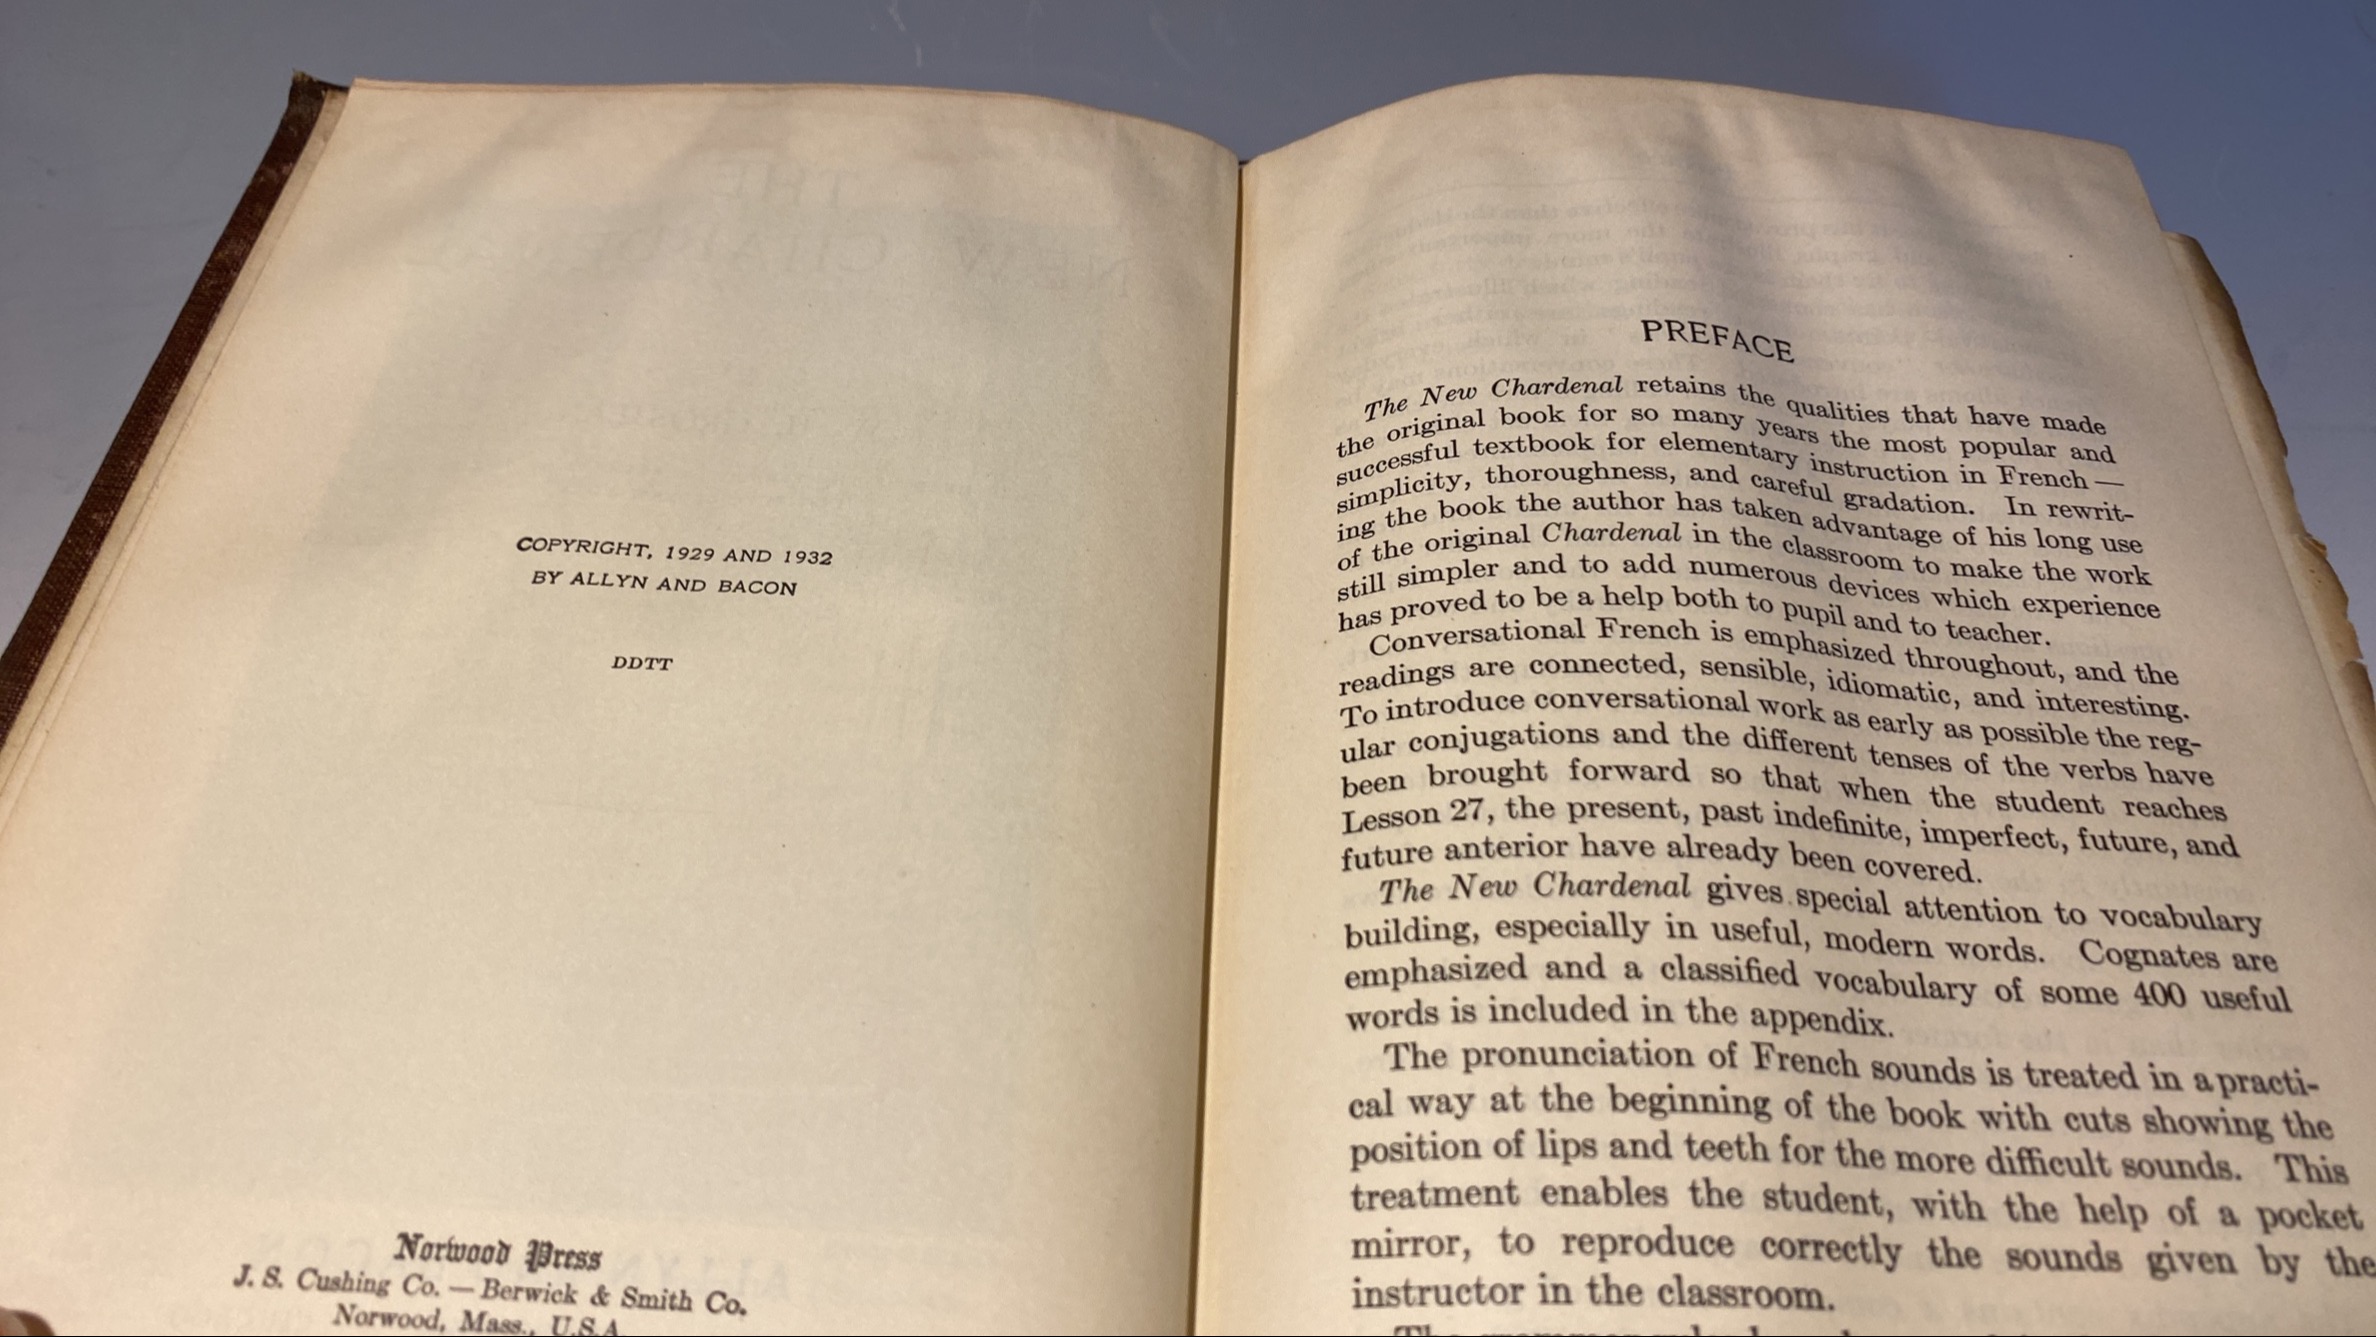 COPYRIGHT, 1929 AND 1932
BY ALLYN AND BACON
DDTT
Norwood Press
J. S. Cushing Co. — Berwick & Smith Co.
Norwood, Mass., U.S.A.
PREFACE
The New Chardenal retains the qualities that have made
the original book for so many years the most popular and
successful textbook for elementary instruction in French —
simplicity, thoroughness, and careful gradation. In rewrit-
ing the book the author has taken advantage of his long use
of the original Chardenal in the classroom to make the work
still simpler and to add numerous devices which experience
has proved to be a help both to pupil and to teacher.
Conversational French is emphasized throughout, and the
readings are connected, sensible, idiomatic, and interesting.
To introduce conversational work as early as possible the reg-
ular conjugations and the different tenses of the verbs have
been brought forward so that when the student reaches
Lesson 27, the present, past indefinite, imperfect, future, and
future anterior have already been covered.
The New Chardenal gives special attention to vocabulary
building, especially in useful, modern words. Cognates are
emphasized and a classified vocabulary of some 400 useful
words is included in the appendix.
The pronunciation of French sounds is treated in a practi-
cal way at the beginning of the book with cuts showing the
position of lips and teeth for the more difficult sounds. This
treatment enables the student, with the help of a pocket
mirror, to reproduce correctly the sounds given by the
instructor in the classroom.